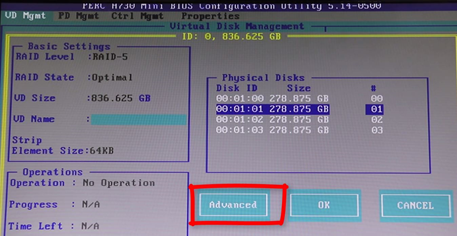 PERC H730 Mini BIOS Configuration Utility 5.14-0500
VD Mgmt PD Mgmt Ctrl Mgmt Properties
Virtual Disk Management
ID: 0, 836.625 GB
Basic Settings
RAID Level :RAID-5
RAID State :Optimal
VD Size :836.625 GB
VD Name :
Strip
Element Size:64KB
Physical Disks
Disk ID Size #
00:01:00 278.875 GB 00
00:01:01 278.875 GB 01
00:01:02 278.875 GB 02
00:01:03 278.875 GB 03
Operations
Operation : No Operation
Progress : N/A
Time Left : N/A
Advanced
OK
CANCEL